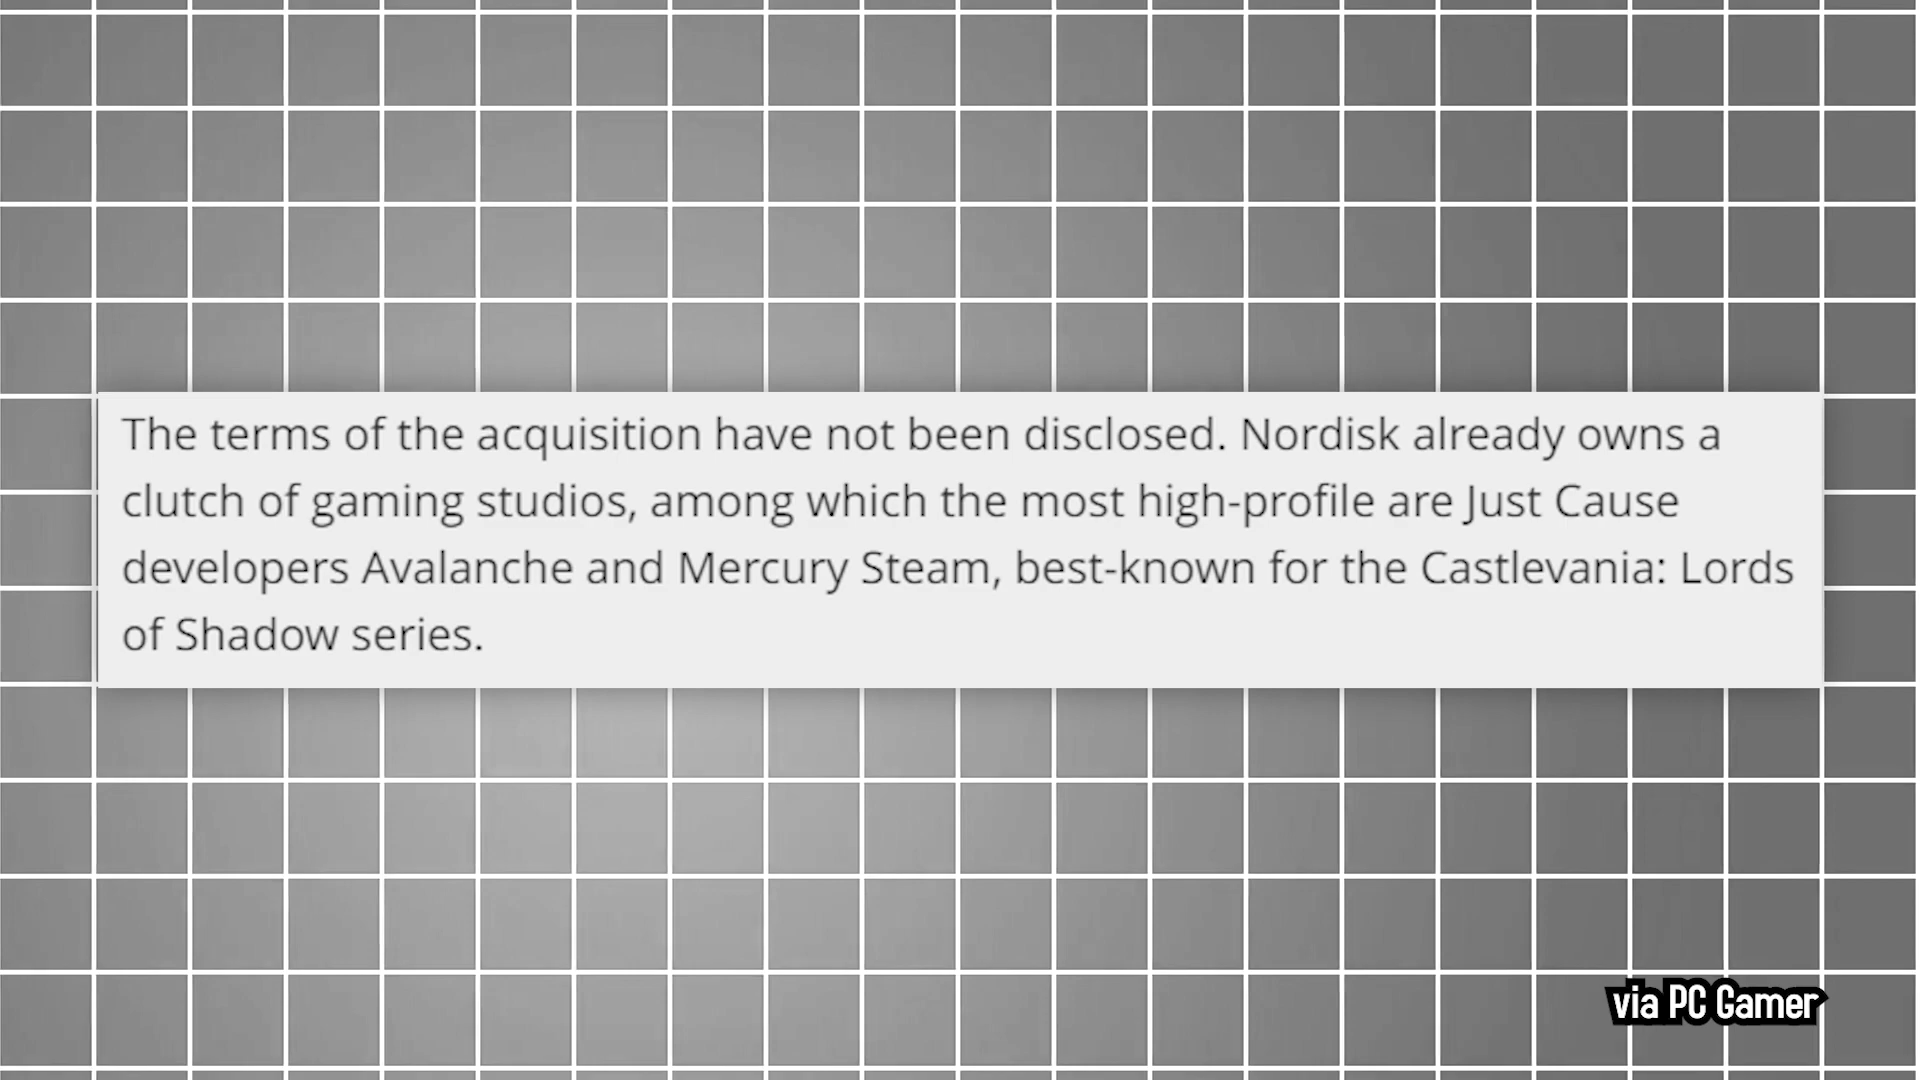 The terms of the acquisition have not been disclosed. Nordisk already owns a
clutch of gaming studios, among which the most high-profile are Just Cause
developers Avalanche and Mercury Steam, best-known for the Castlevania: Lords
of Shadow series.
via PC Gamer